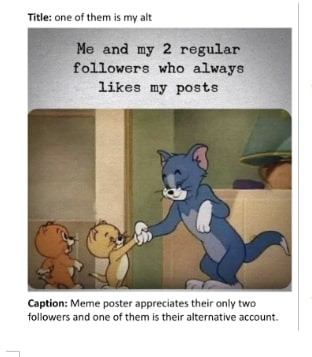 Title: one of them is my alt
Me and my 2 regular
followers who always
likes my posts
Caption: Meme poster appreciates their only two
followers and one of them is their alternative account.